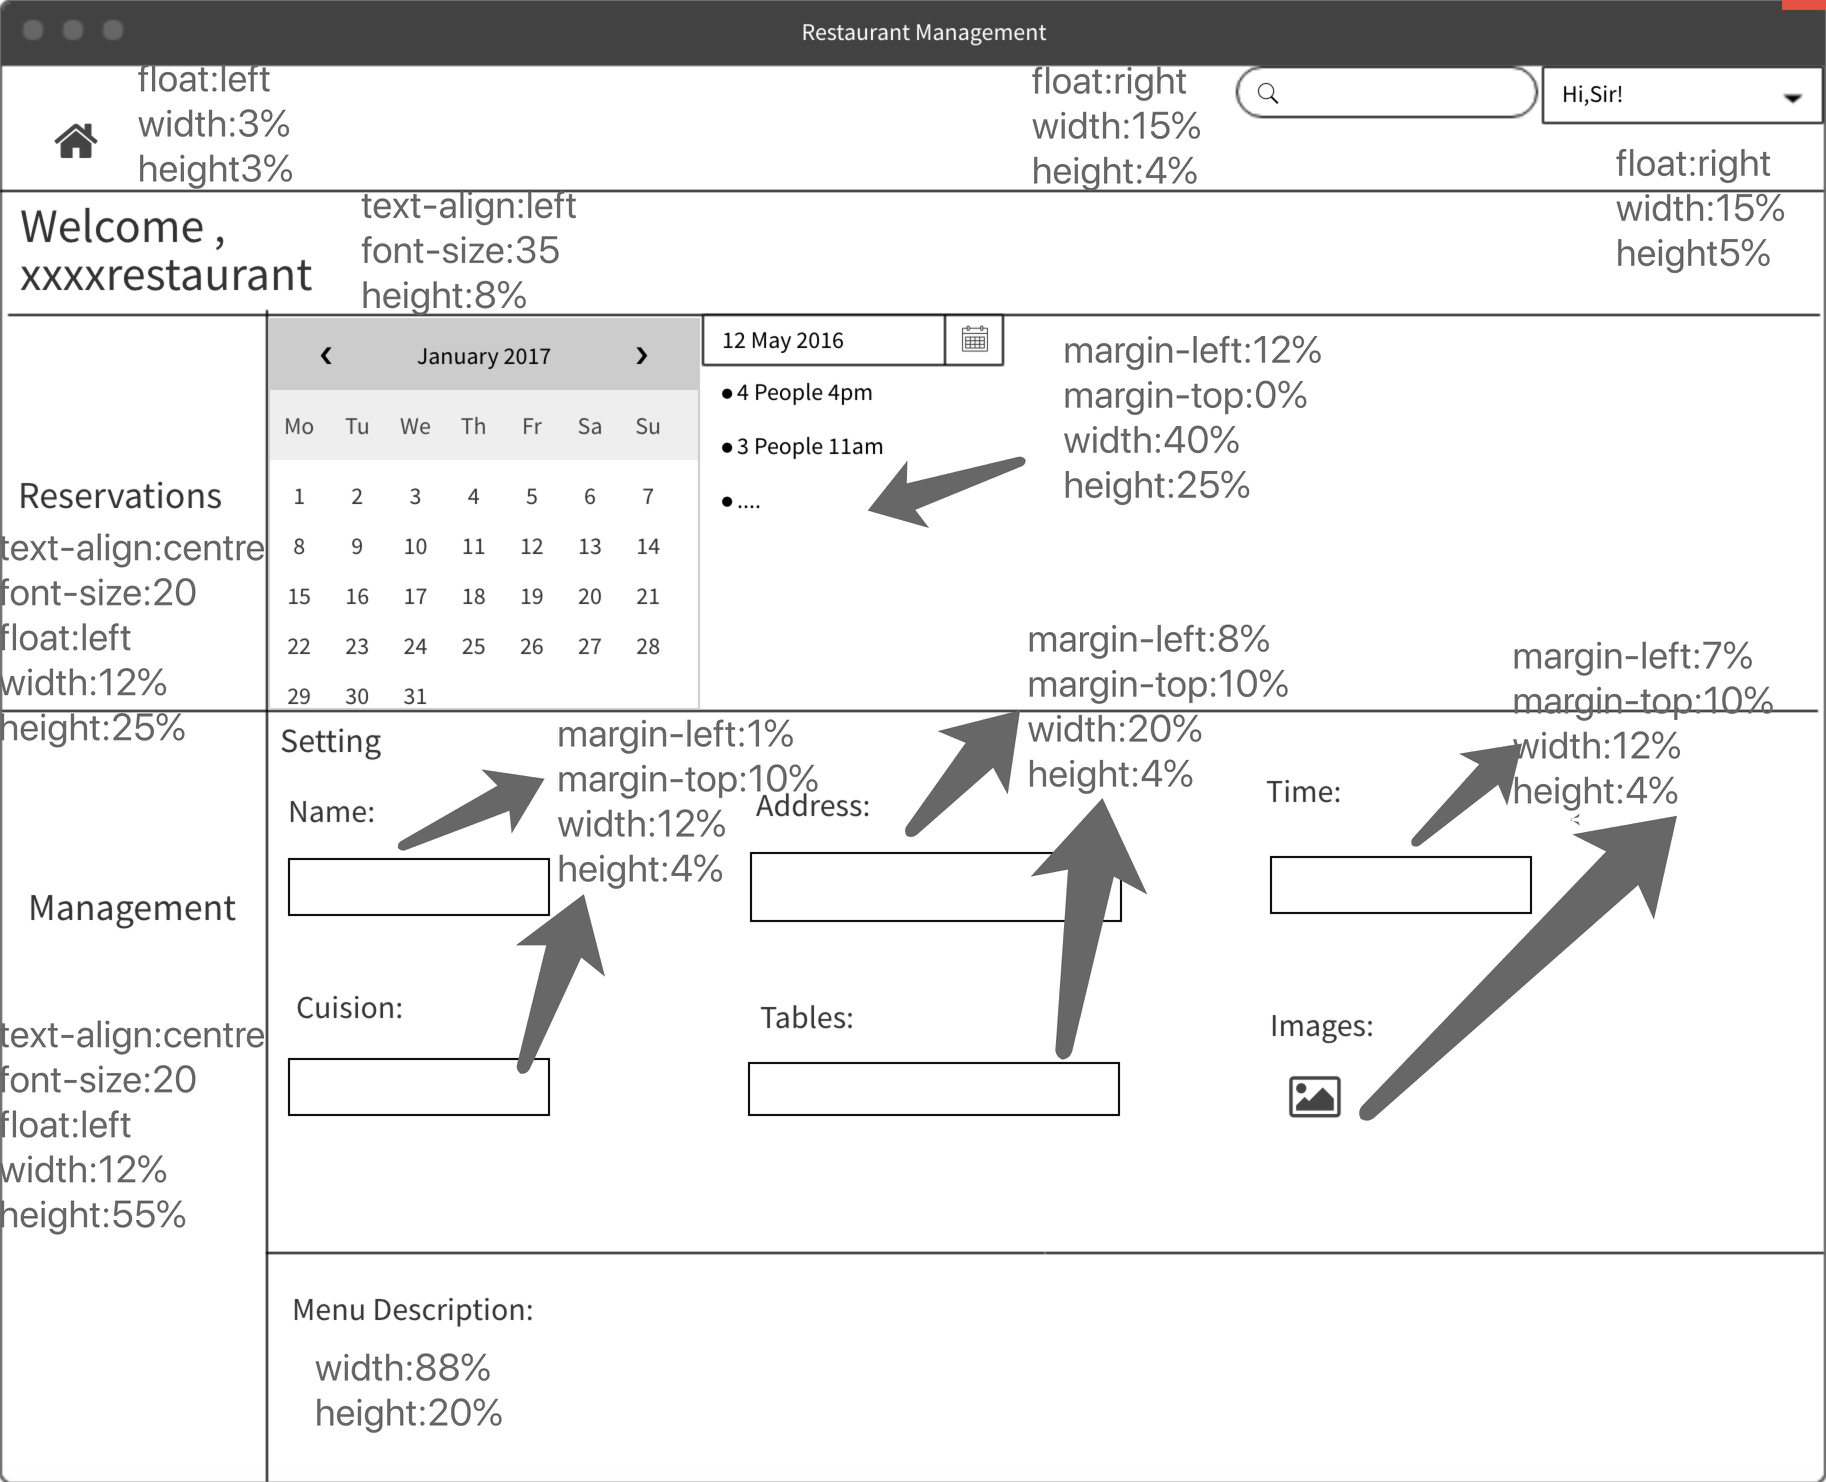 Restaurant Management
float:left
width:3%
height3%
float:right
width:15%
height:4%
Hi,Sir!
float:right
width:15%
height5%
Welcome ,
xxxxrestaurant
text-align:left
font-size:35
height:8%
January 2017
Mo Tu We Th Fr Sa Su
1 2 3 4 5 6 7
8 9 10 11 12 13 14
15 16 17 18 19 20 21
22 23 24 25 26 27 28
29 30 31
12 May 2016
4 People 4pm
3 People 11am
....
margin-left:12%
margin-top:0%
width:40%
height:25%
Reservations
text-align:centre
font-size:20
float:left
width:12%
height:25%
Setting
Name:
margin-left:1%
margin-top:10%
width:12%
height:4%
Address:
margin-left:8%
margin-top:10%
width:20%
height:4%
Time:
margin-left:7%
margin-top:10%
width:12%
height:4%
Management
Cuision:
Tables:
Images:
text-align:centre
font-size:20
float:left
width:12%
height:55%
Menu Description:
width:88%
height:20%